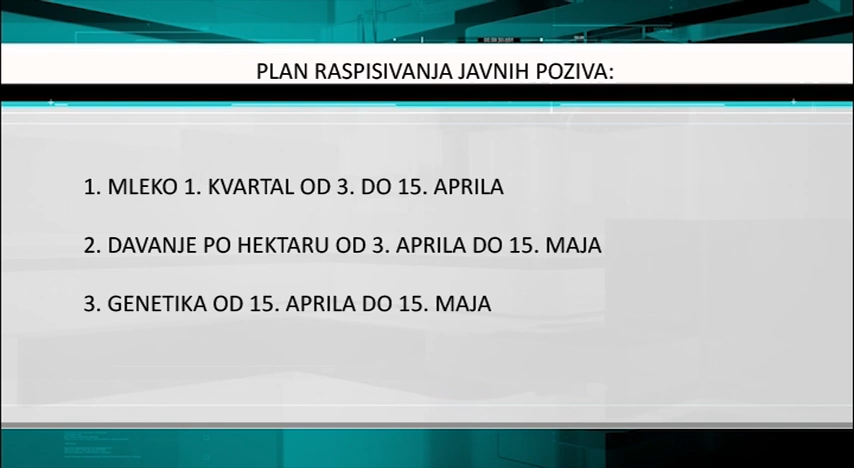 PLAN RASPISIVANJA JAVNIH POZIVA:
1. MLEKO 1. KVARTAL OD 3. DO 15. APRILA
2. DAVANJE PO HEKTARU OD 3. APRILA DO 15. MAJA
3. GENETIKA OD 15. APRILA DO 15. MAJA